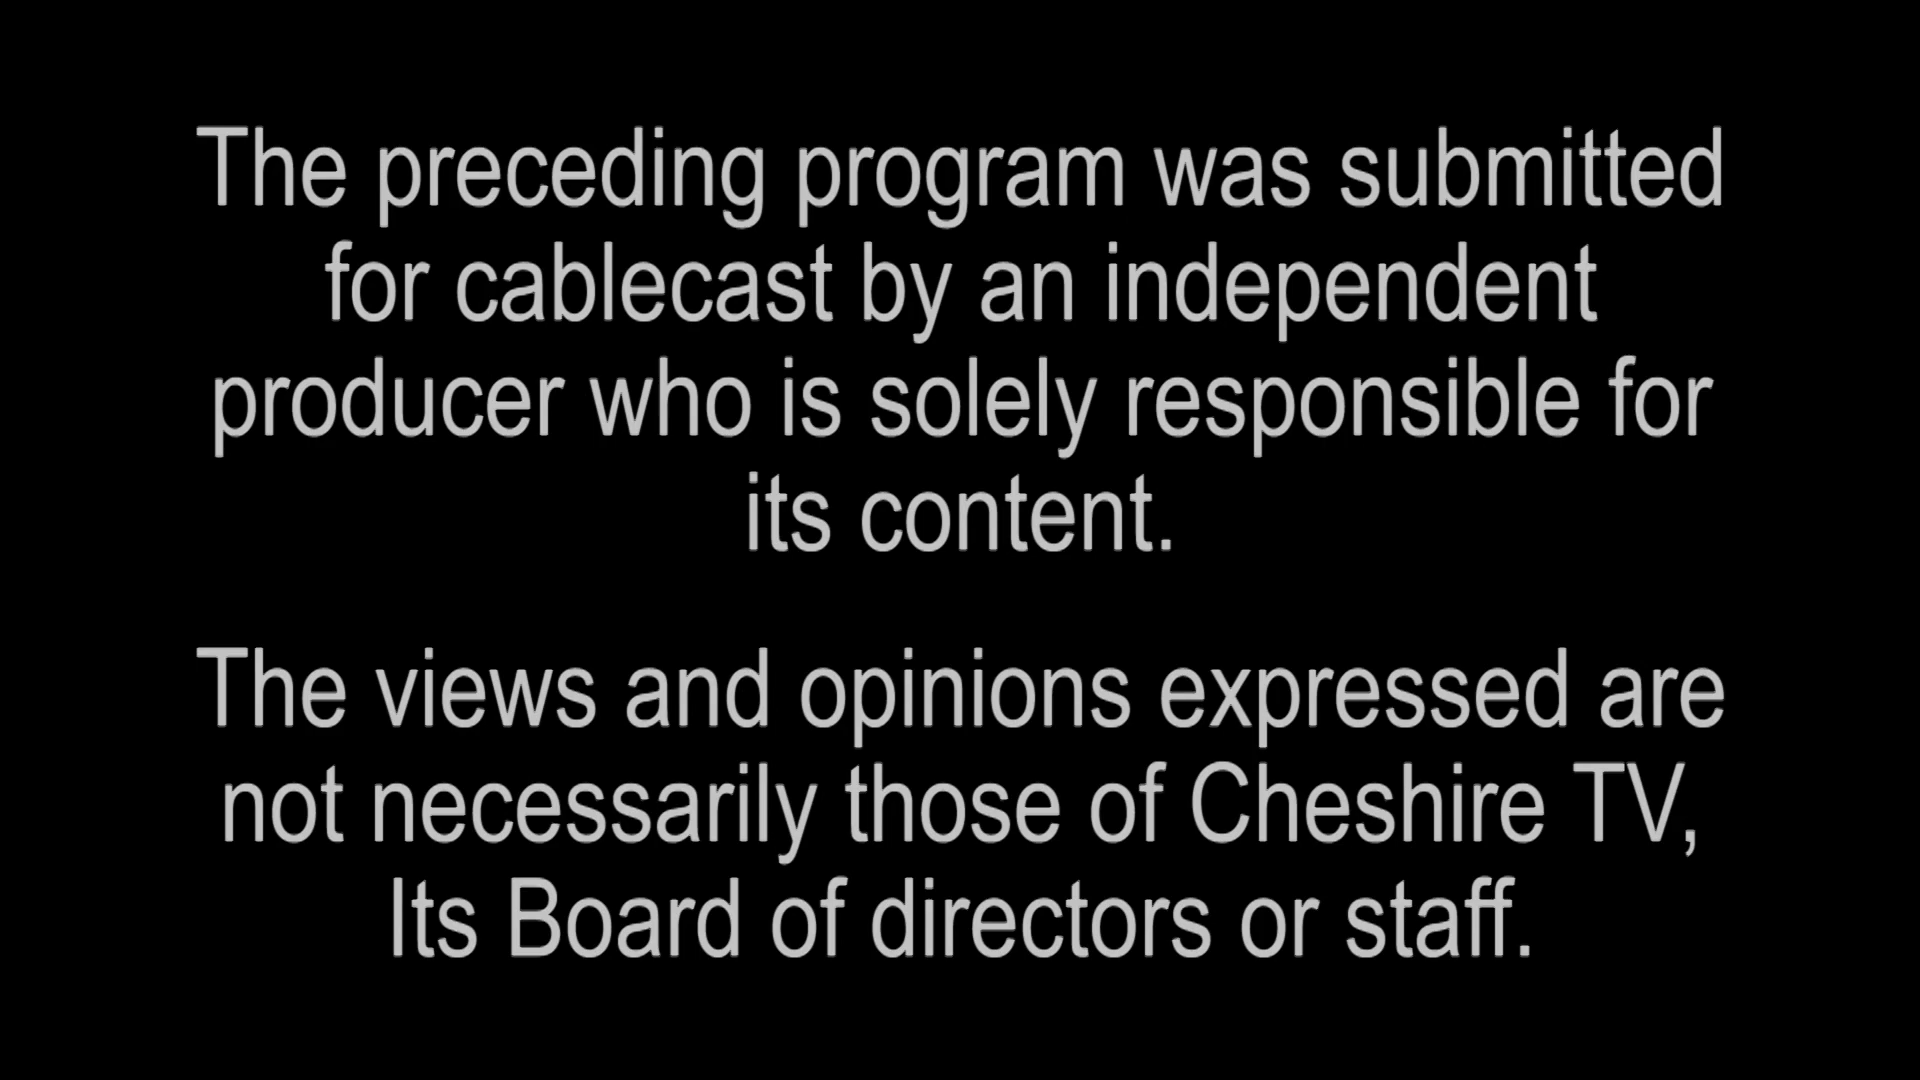 The preceding program was submitted
for cablecast by an independent
producer who is solely responsible for
its content.
The views and opinions expressed are
not necessarily those of Cheshire TV,
Its Board of directors or staff.